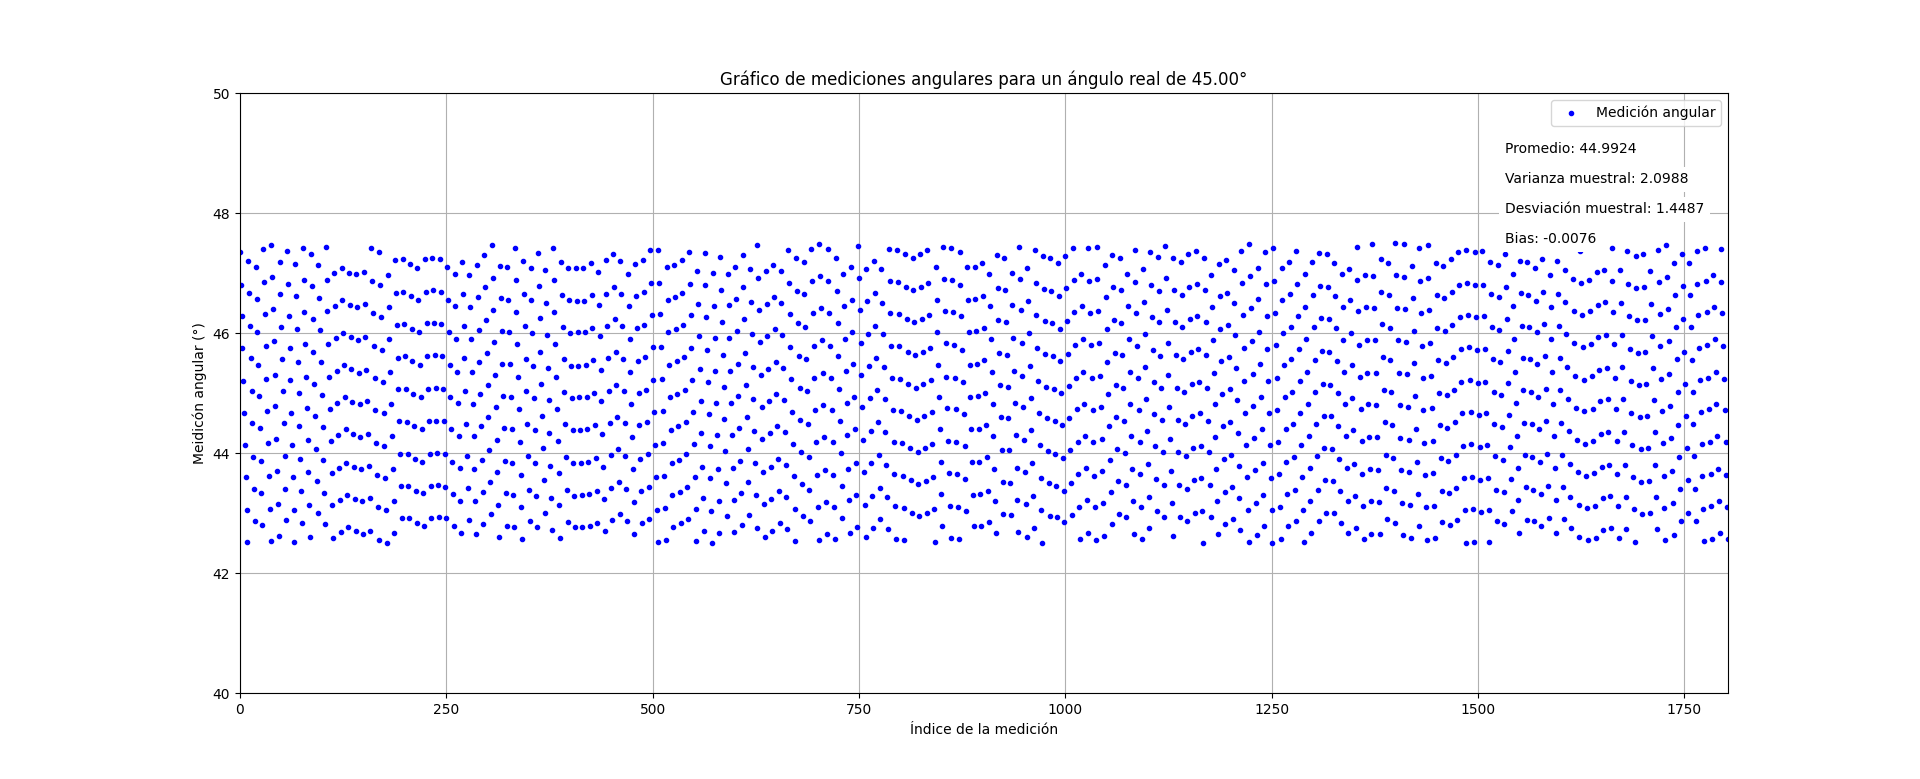 Gráfico de mediciones angulares para un ángulo real de 45.00°
50
48
46
44
42
40
Meidición angular (°)
Medición angular
Promedio: 44.9924
Varianza muestral: 2.0988
Desviación muestral: 1.4487
Bias: -0.0076
0 250 500 750 1000 1250 1500 1750
Índice de la medición